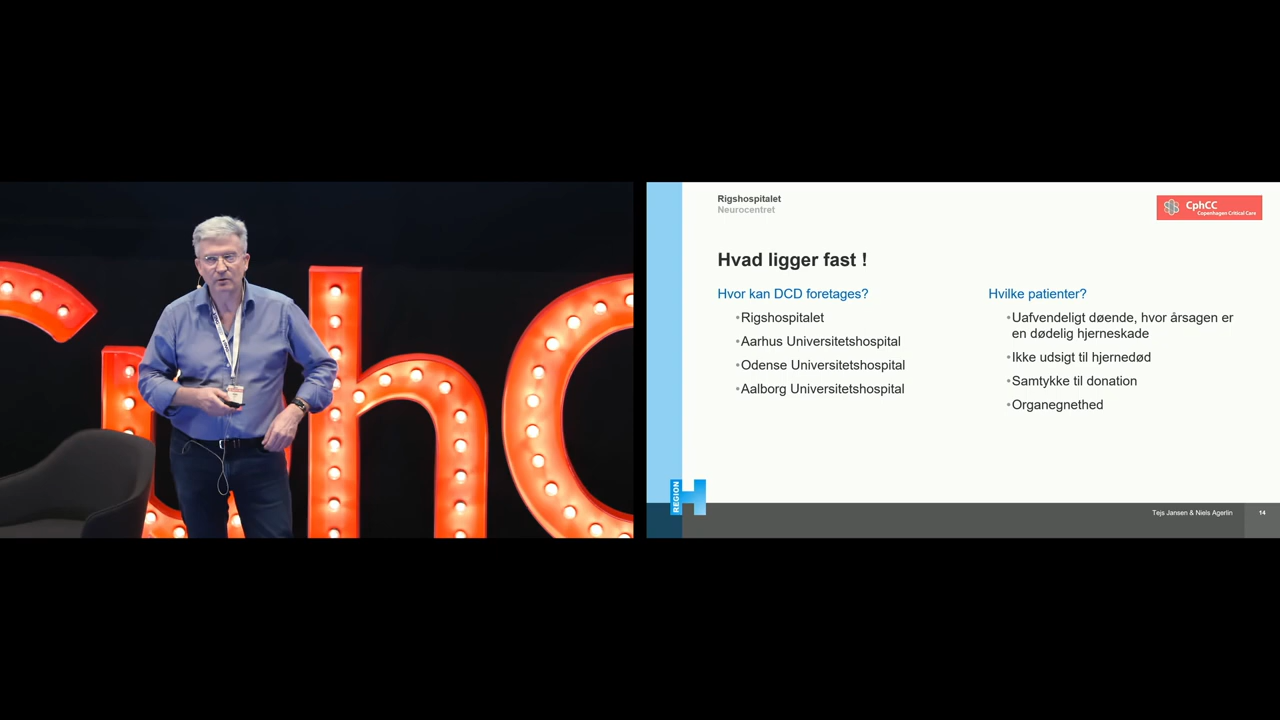 Rigshospitalet
Neurocentret
CphCC
Copenhagen Critical Care
Hvad ligger fast !
Hvor kan DCD foretages?
•Rigshospitalet
•Aarhus Universitetshospital
•Odense Universitetshospital
•Aalborg Universitetshospital
Hvilke patienter?
•Uafvendeligt døende, hvor årsagen er
en dødelig hjerneskade
•Ikke udsigt til hjernedød
•Samtykke til donation
•Organegnethed
REGION
Tejs Jansen & Niels Agerlin
14